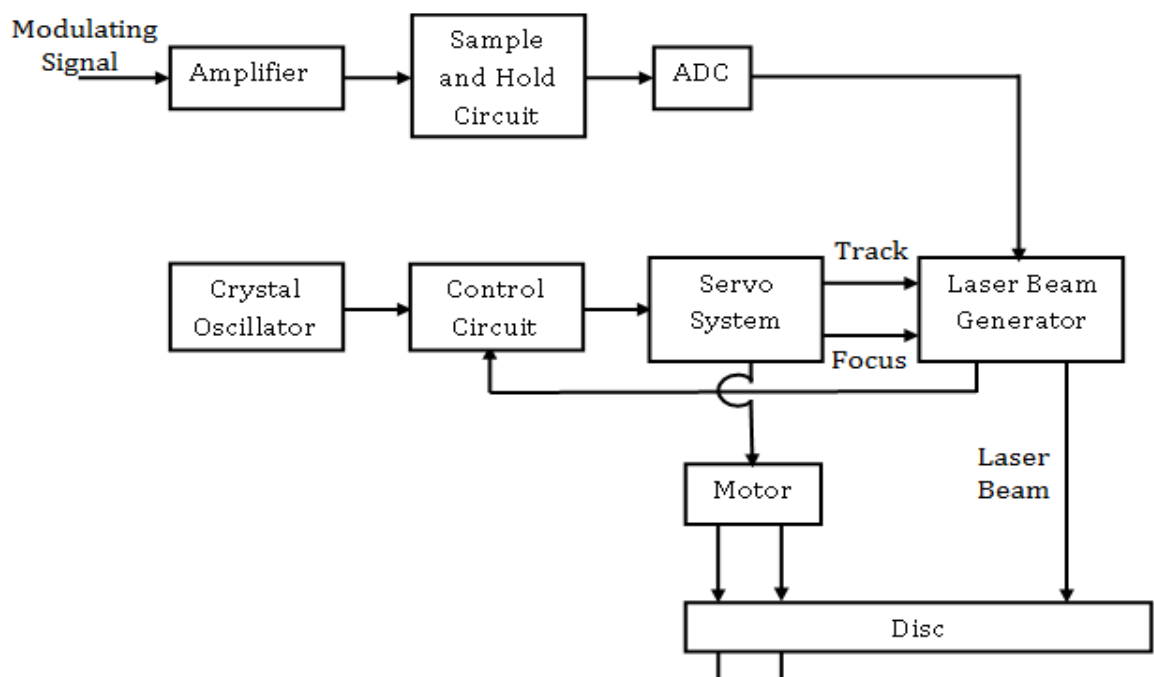 Modulating
Signal
Amplifier
Sample
and Hold
Circuit
ADC
Crystal
Oscillator
Control
Circuit
Servo
System
Track
Focus
Laser Beam
Generator
Motor
Laser
Beam
Disc